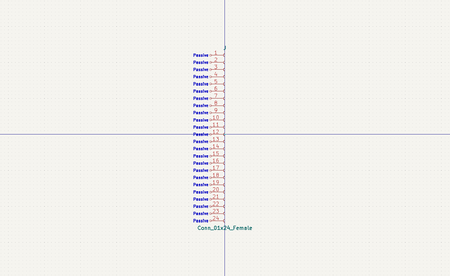 J
Passive 1
Passive 2
Passive 3
Passive 4
Passive 5
Passive 6
Passive 7
Passive 8
Passive 9
Passive 10
Passive 11
Passive 12
Passive 13
Passive 14
Passive 15
Passive 16
Passive 17
Passive 18
Passive 19
Passive 20
Passive 21
Passive 22
Passive 23
Passive 24
Conn_01x24_Female